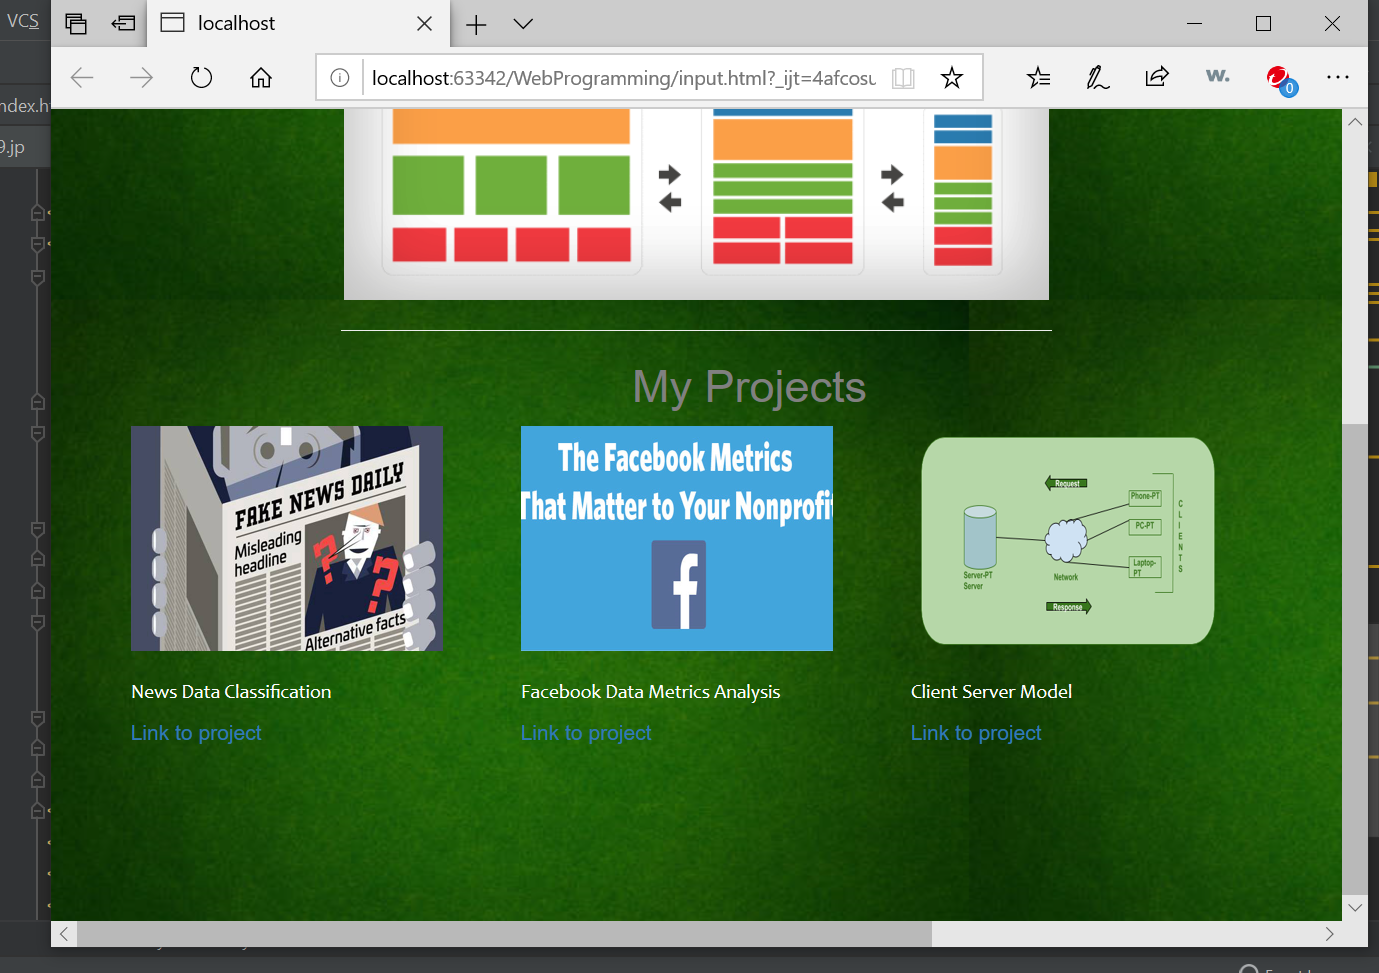 VCS
localhost
localhost:63342/WebProgramming/input.html?_ijt=4afcosu
w.
0
ndex.h
9.jp
My Projects
FAKE NEWS DAILY
Misleading
headline
Alternative facts
The Facebook Metrics
That Matter to Your Nonprofit
f
Request
Phone-PT
PC-PT
Laptop-
PT
CLIENTS
Server-PT
Server
Network
Response
News Data Classification
Facebook Data Metrics Analysis
Client Server Model
Link to project
Link to project
Link to project